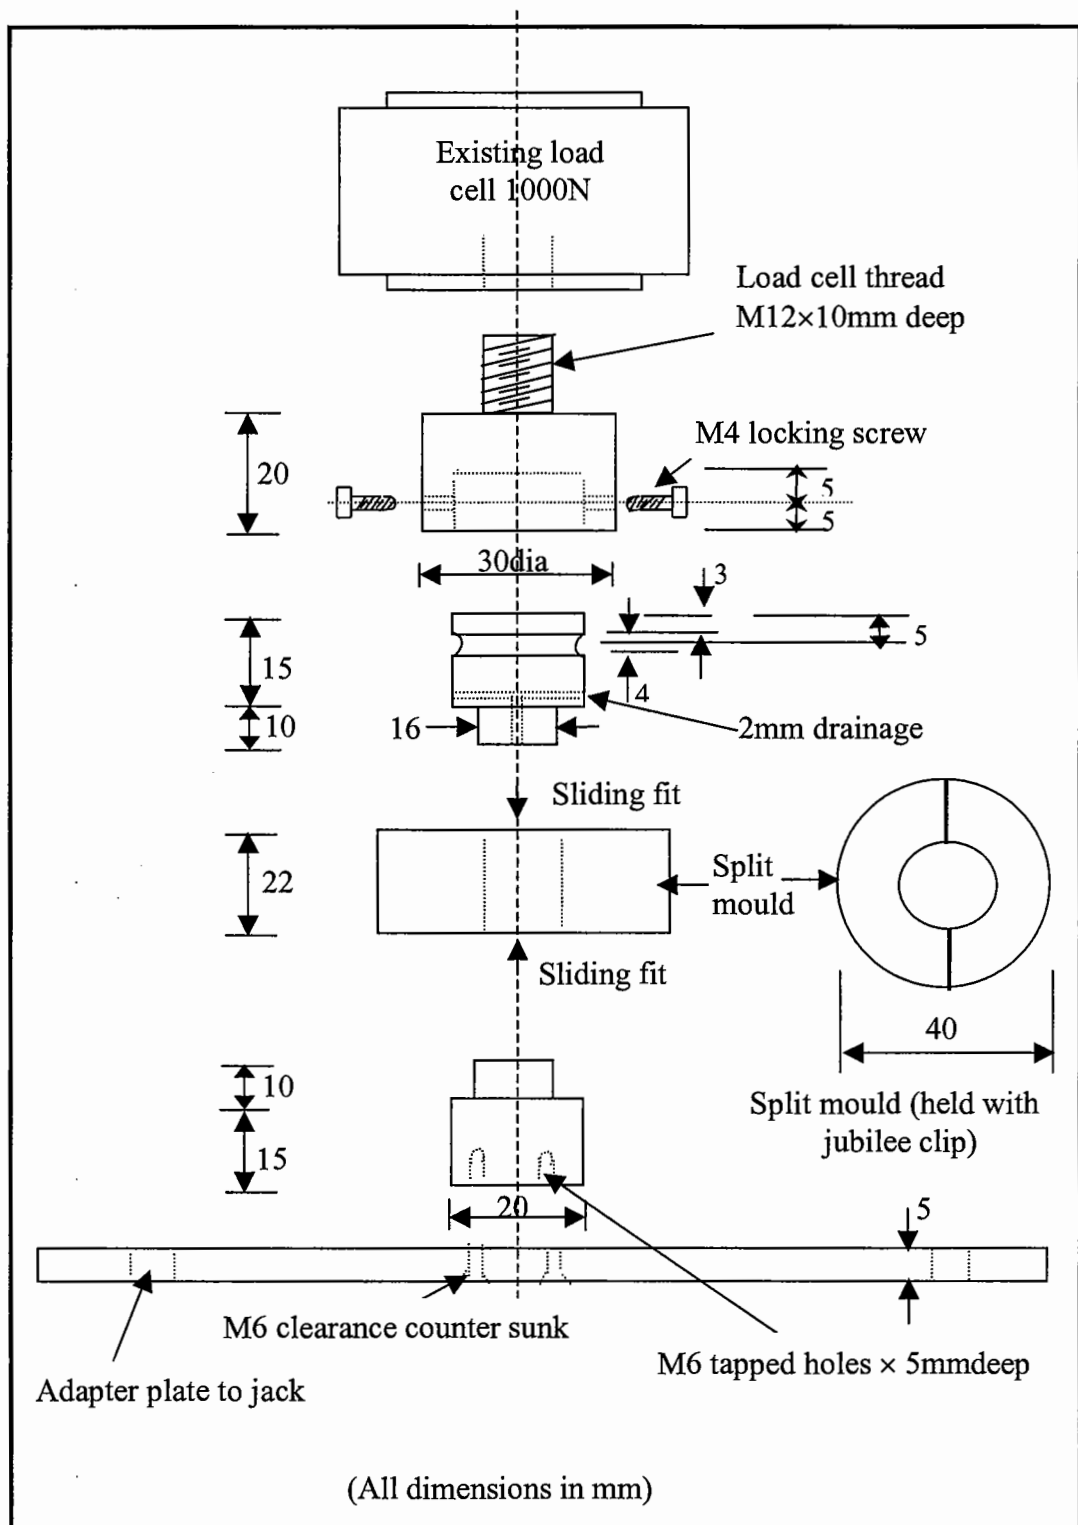 Existing load
cell 1000N
Load cell thread
M12×10mm deep
M4 locking screw
20
5
5
30dia
3
5
15
4
10
16
2mm drainage
Sliding fit
22
Split
mould
Sliding fit
40
10
Split mould (held with
jubilee clip)
15
20
5
M6 clearance counter sunk
M6 tapped holes × 5mmdeep
Adapter plate to jack
(All dimensions in mm)